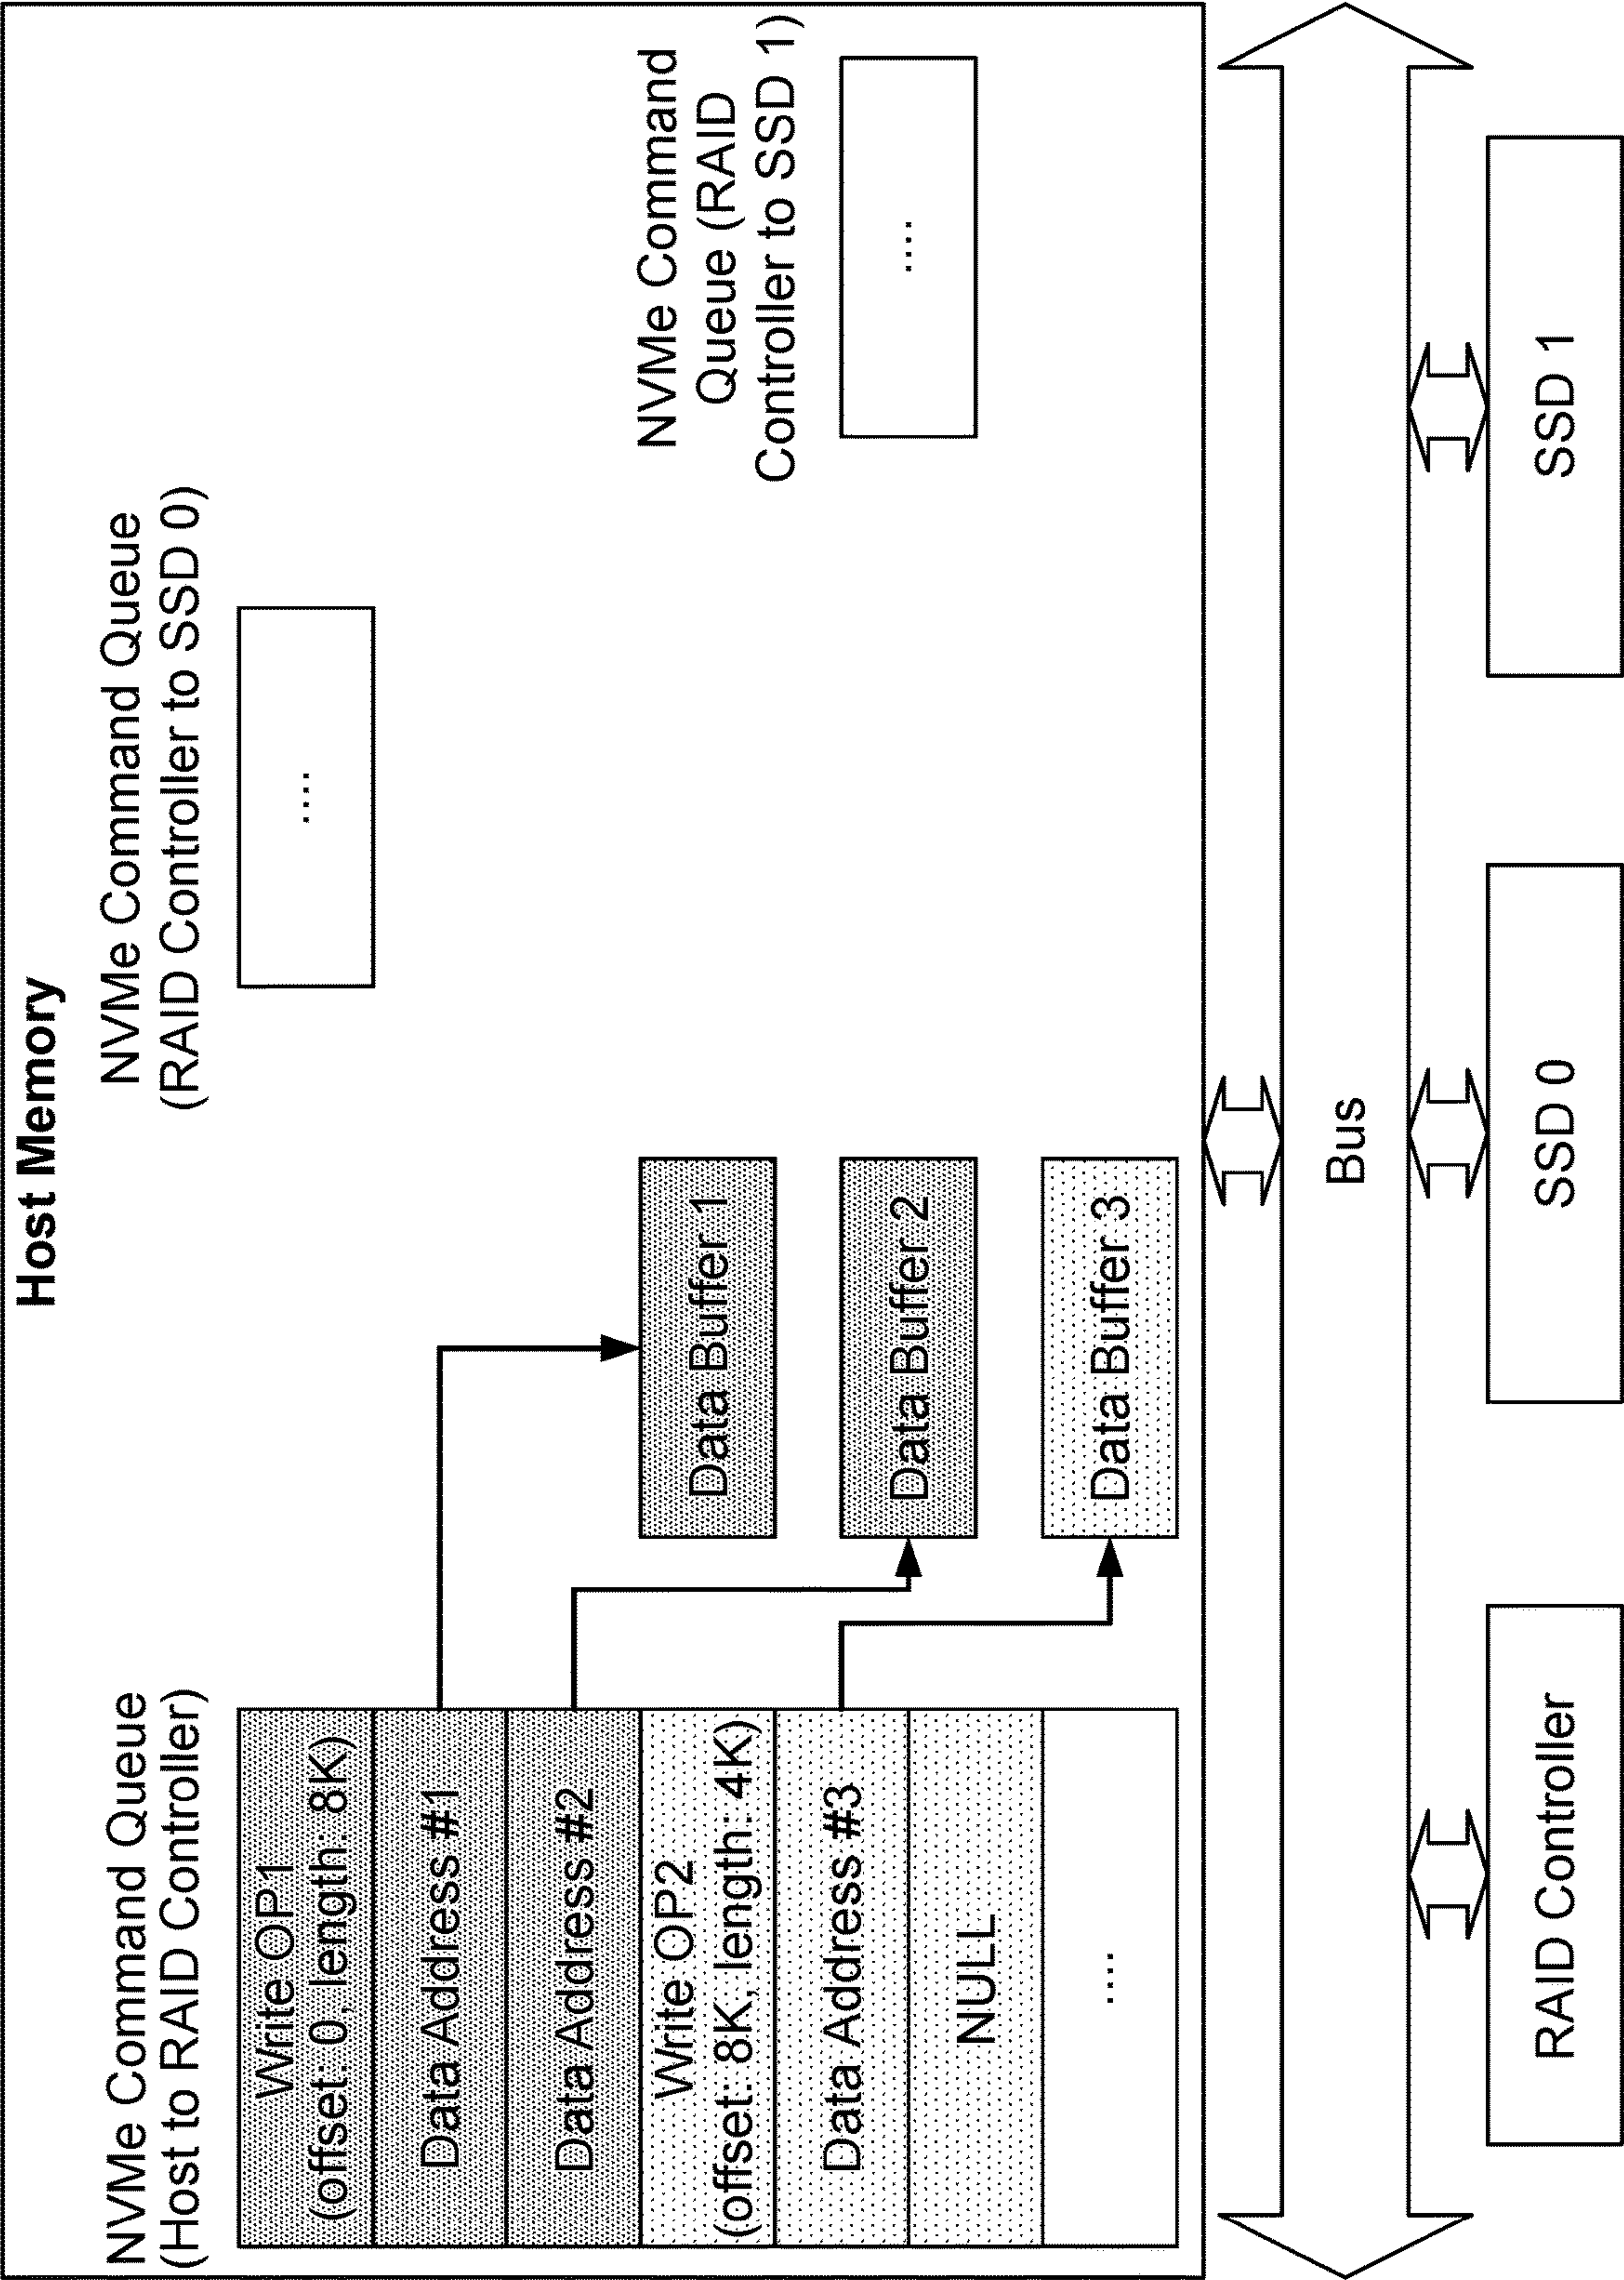 Host Memory
NVMe Command Queue
(Host to RAID Controller)
Write OP1
(offset: 0, length: 8K)
Data Address #1
Data Address #2
Write OP2
(offset: 8K, length: 4K)
Data Address #3
NULL
....
Data Buffer 1
Data Buffer 2
Data Buffer 3
NVMe Command Queue
(RAID Controller to SSD 0)
....
NVMe Command
Queue (RAID
Controller to SSD 1)
....
Bus
RAID Controller
SSD 0
SSD 1